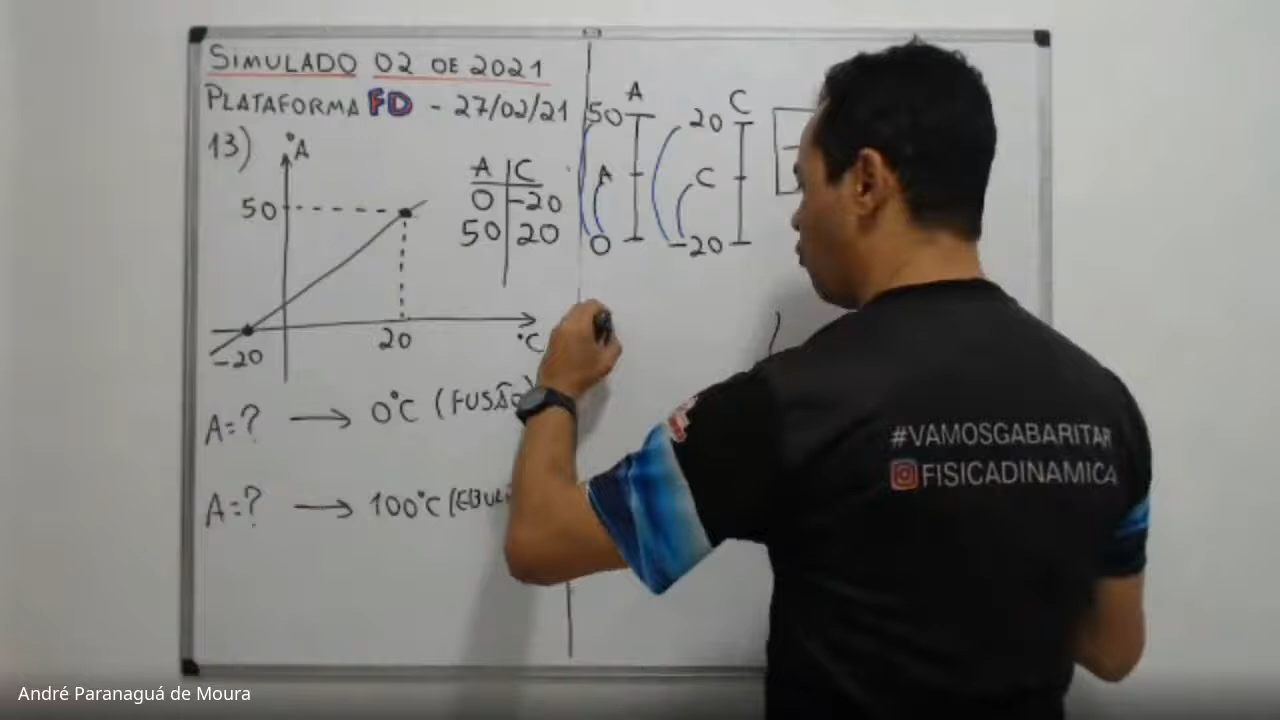 SIMULADO 02 DE 2021
PLATAFORMA FD - 27/02/21
13) °A
50
-20 20 °C
A C
0 -20
50 20
A=? → 0°C (FUSÃO)
A=? → 100°C
A C
50 20
A C
0 -20
#VAMOSGABARITAR
FISICADINAMICA
André Paranaguá de Moura